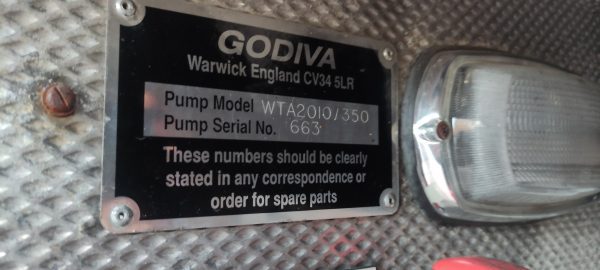 GODIVA
Warwick England CV34 5LR
Pump Model WTA2010/350
Pump Serial No. 663
These numbers should be clearly
stated in any correspondence or
order for spare parts